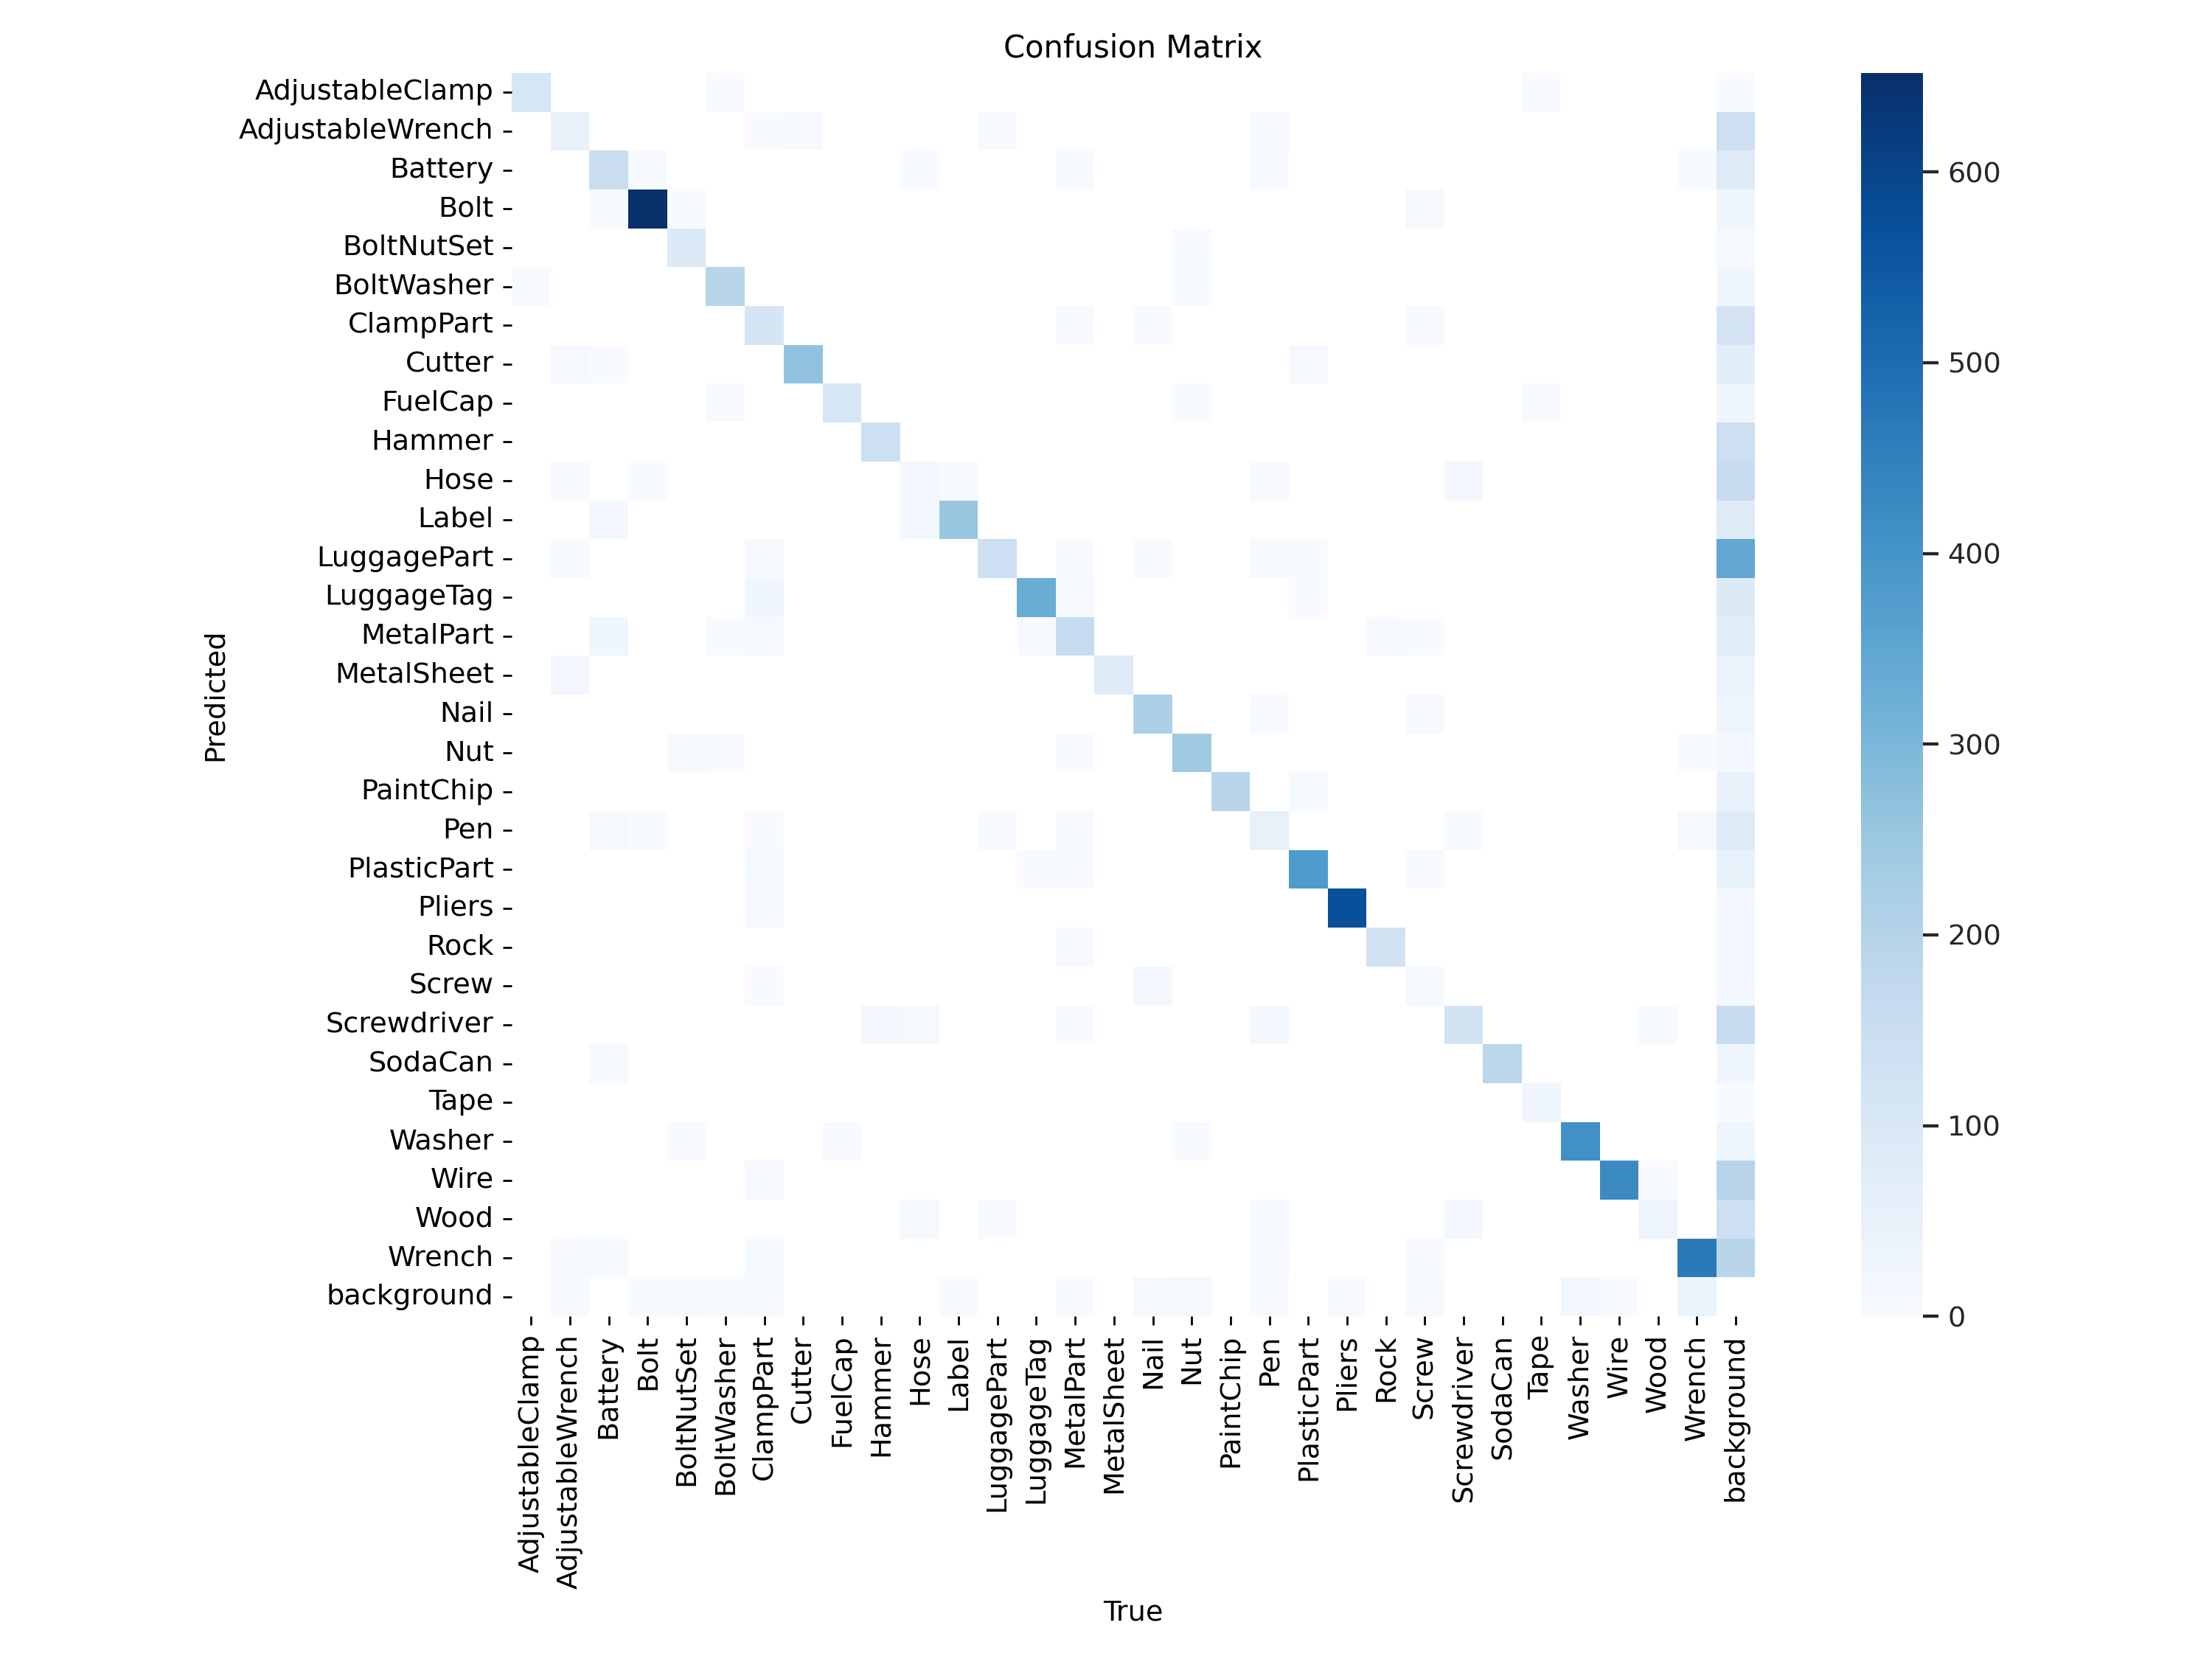 Confusion Matrix
AdjustableClamp
AdjustableWrench
Battery
Bolt
BoltNutSet
BoltWasher
ClampPart
Cutter
FuelCap
Hammer
Hose
Label
LuggagePart
LuggageTag
MetalPart
MetalSheet
Nail
Nut
PaintChip
Pen
PlasticPart
Pliers
Rock
Screw
Screwdriver
SodaCan
Tape
Washer
Wire
Wood
Wrench
background
Predicted
AdjustableClamp
AdjustableWrench
Battery
Bolt
BoltNutSet
BoltWasher
ClampPart
Cutter
FuelCap
Hammer
Hose
Label
LuggagePart
LuggageTag
MetalPart
MetalSheet
Nail
Nut
PaintChip
Pen
PlasticPart
Pliers
Rock
Screw
Screwdriver
SodaCan
Tape
Washer
Wire
Wood
Wrench
background
True
600
500
400
300
200
100
0